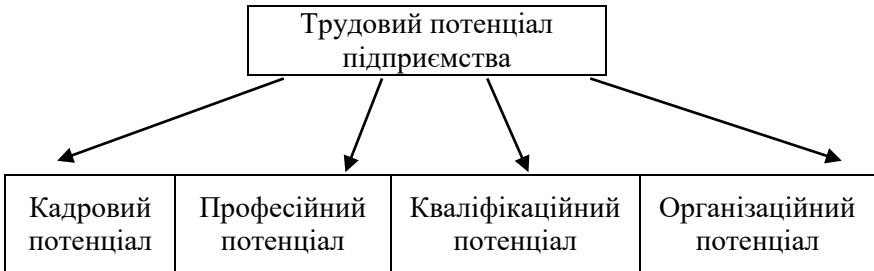 Трудовий потенціал
підприємства
Кадровий
потенціал
Професійний
потенціал
Кваліфікаційний
потенціал
Організаційний
потенціал